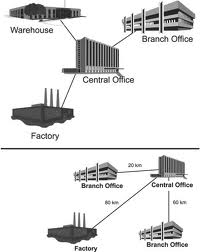 Warehouse
Branch Office
Central Office
Factory
20 km
Branch Office
Central Office
80 km
60 km
Factory
Branch Office